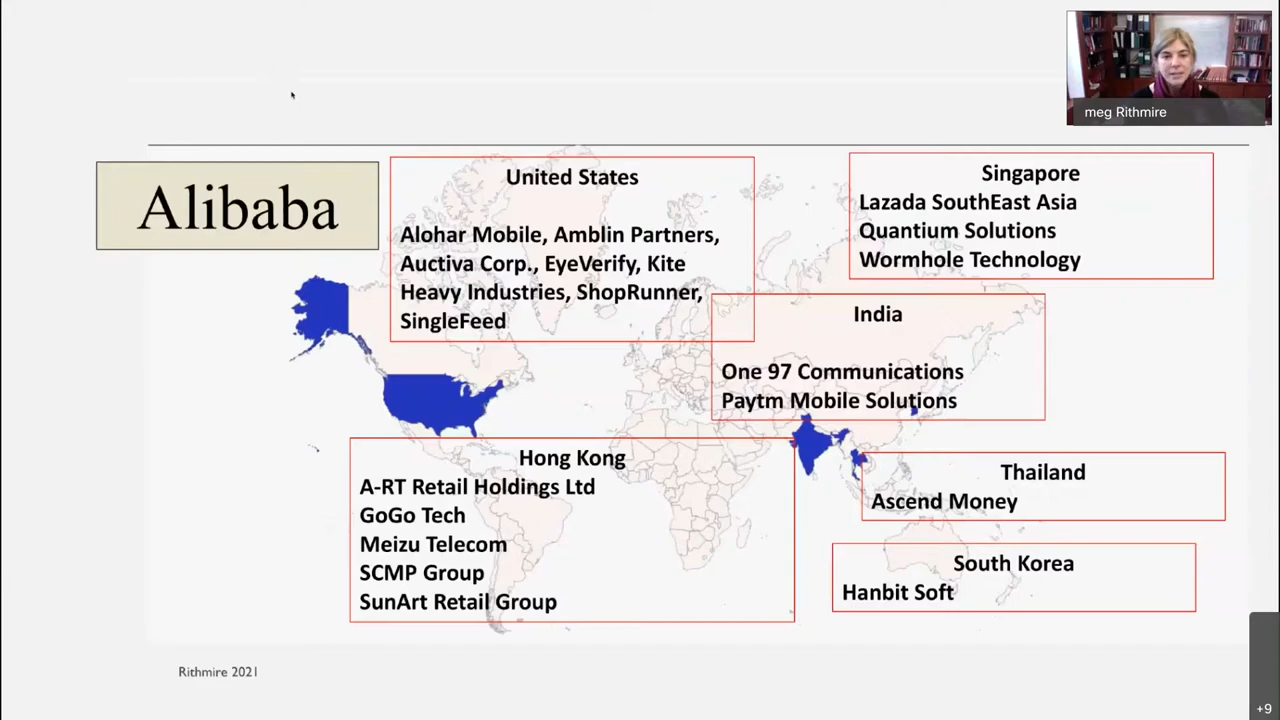 meg Rithmire
Alibaba
United States
Alohar Mobile, Amblin Partners,
Auctiva Corp., EyeVerify, Kite
Heavy Industries, ShopRunner,
SingleFeed
Singapore
Lazada SouthEast Asia
Quantium Solutions
Wormhole Technology
India
One 97 Communications
Paytm Mobile Solutions
Hong Kong
A-RT Retail Holdings Ltd
GoGo Tech
Meizu Telecom
SCMP Group
SunArt Retail Group
Thailand
Ascend Money
South Korea
Hanbit Soft
Rithmire 2021
+9